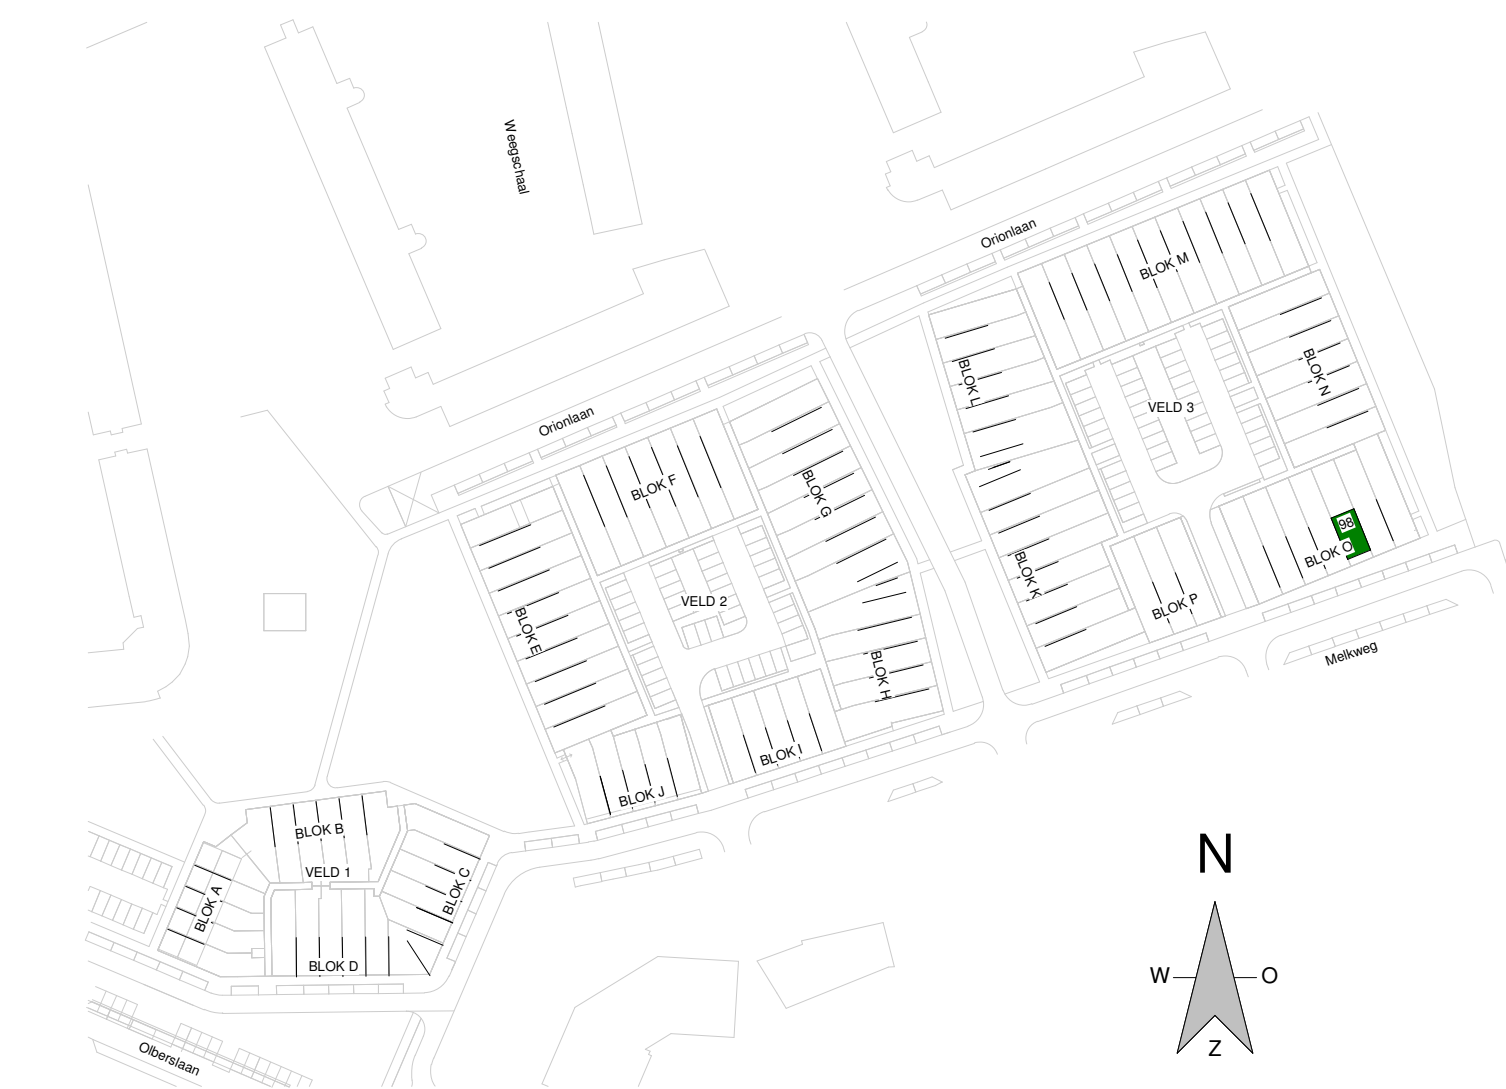 Weegschaal
Orionlaan
BLOK M
BLOK L
BLOK N
VELD 3
Orionlaan
BLOK F
BLOK G
98
BLOK O
BLOK K
BLOK P
VELD 2
BLOK E
BLOK H
Melkweg
BLOK I
BLOK J
BLOK B
VELD 1
BLOK A
BLOK C
BLOK D
Olberslaan
N
W
O
Z